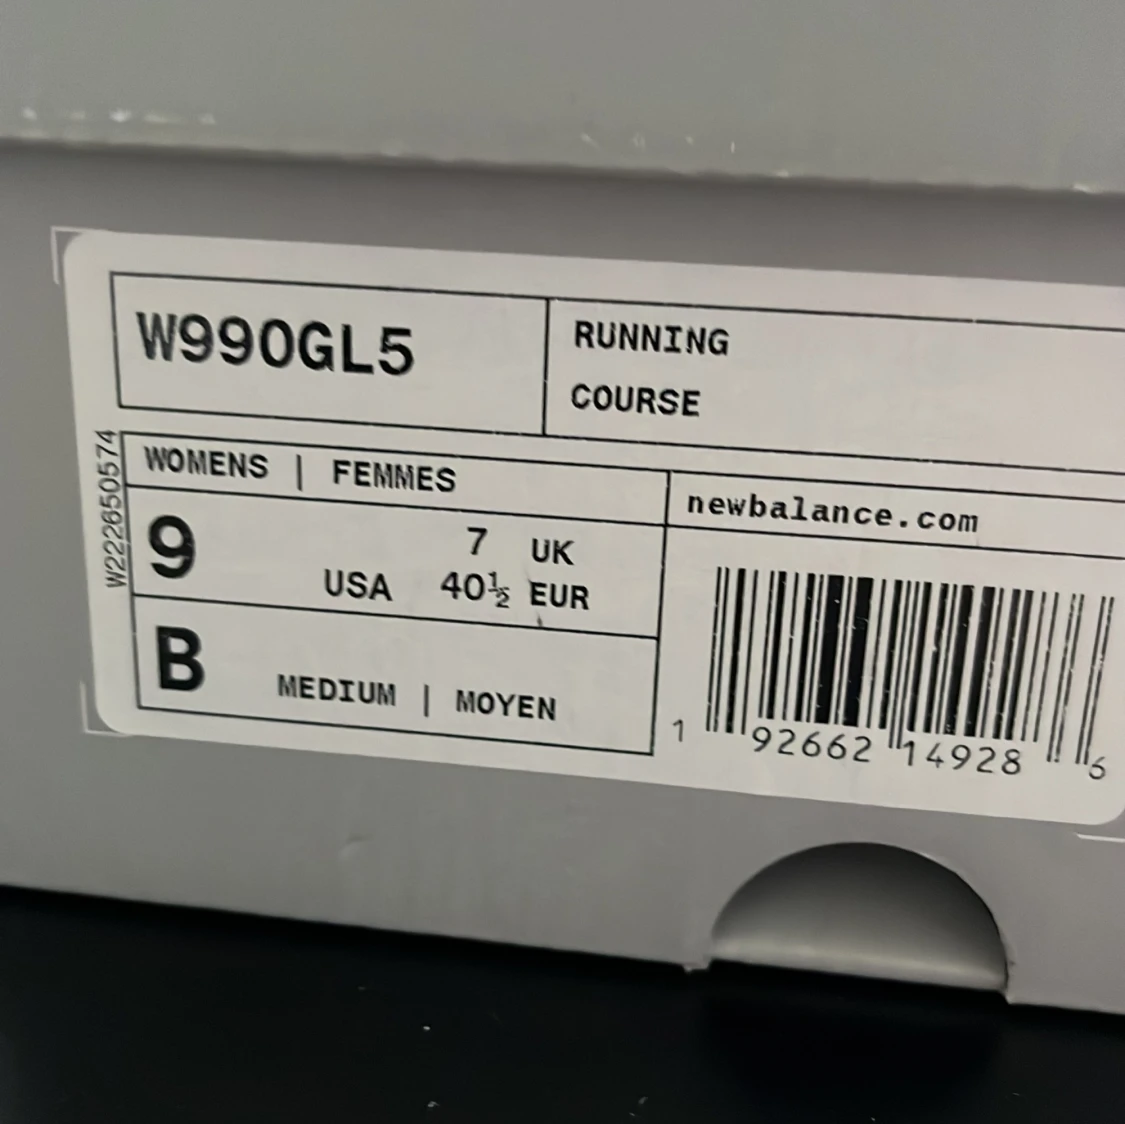 W990GL5
RUNNING
COURSE
W222650574
WOMENS | FEMMES
newbalance.com
9 USA
7 UK
40½ EUR
B MEDIUM | MOYEN
1 92662 14928 6